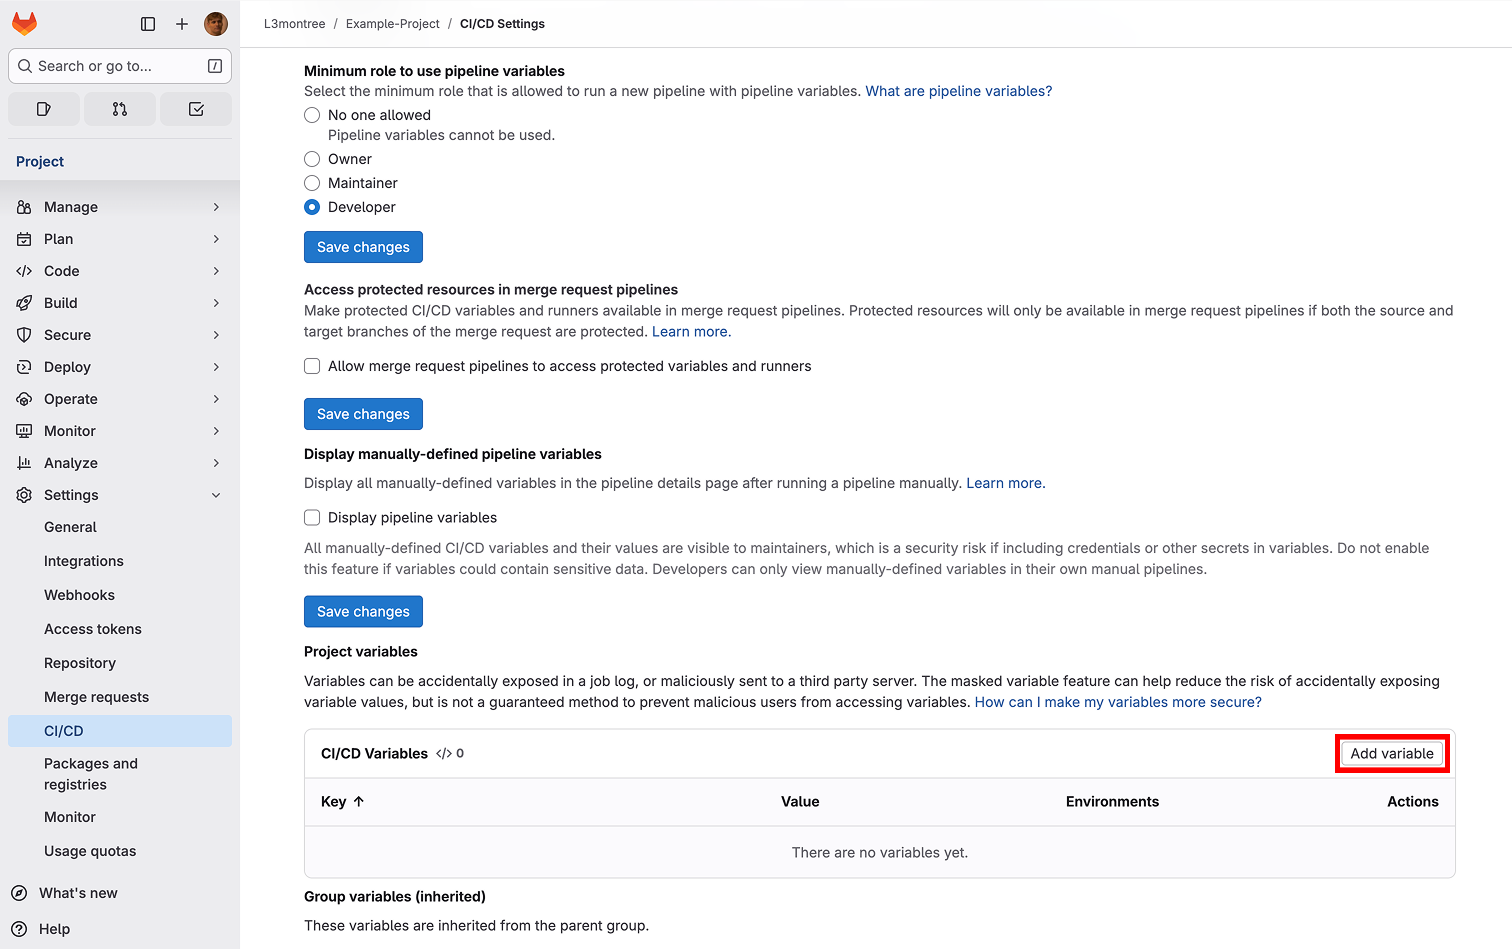 L3montree / Example-Project / CI/CD Settings
Search or go to... /
Project
Manage
Plan
Code
Build
Secure
Deploy
Operate
Monitor
Analyze
Settings
General
Integrations
Webhooks
Access tokens
Repository
Merge requests
CI/CD
Packages and
registries
Monitor
Usage quotas
What's new
Help
Minimum role to use pipeline variables
Select the minimum role that is allowed to run a new pipeline with pipeline variables. What are pipeline variables?
No one allowed
Pipeline variables cannot be used.
Owner
Maintainer
Developer
Save changes
Access protected resources in merge request pipelines
Make protected CI/CD variables and runners available in merge request pipelines. Protected resources will only be available in merge request pipelines if both the source and
target branches of the merge request are protected. Learn more.
Allow merge request pipelines to access protected variables and runners
Save changes
Display manually-defined pipeline variables
Display all manually-defined variables in the pipeline details page after running a pipeline manually. Learn more.
Display pipeline variables
All manually-defined CI/CD variables and their values are visible to maintainers, which is a security risk if including credentials or other secrets in variables. Do not enable
this feature if variables could contain sensitive data. Developers can only view manually-defined variables in their own manual pipelines.
Save changes
Project variables
Variables can be accidentally exposed in a job log, or maliciously sent to a third party server. The masked variable feature can help reduce the risk of accidentally exposing
variable values, but is not a guaranteed method to prevent malicious users from accessing variables. How can I make my variables more secure?
CI/CD Variables </> 0 Add variable
Key ↑ Value Environments Actions
There are no variables yet.
Group variables (inherited)
These variables are inherited from the parent group.